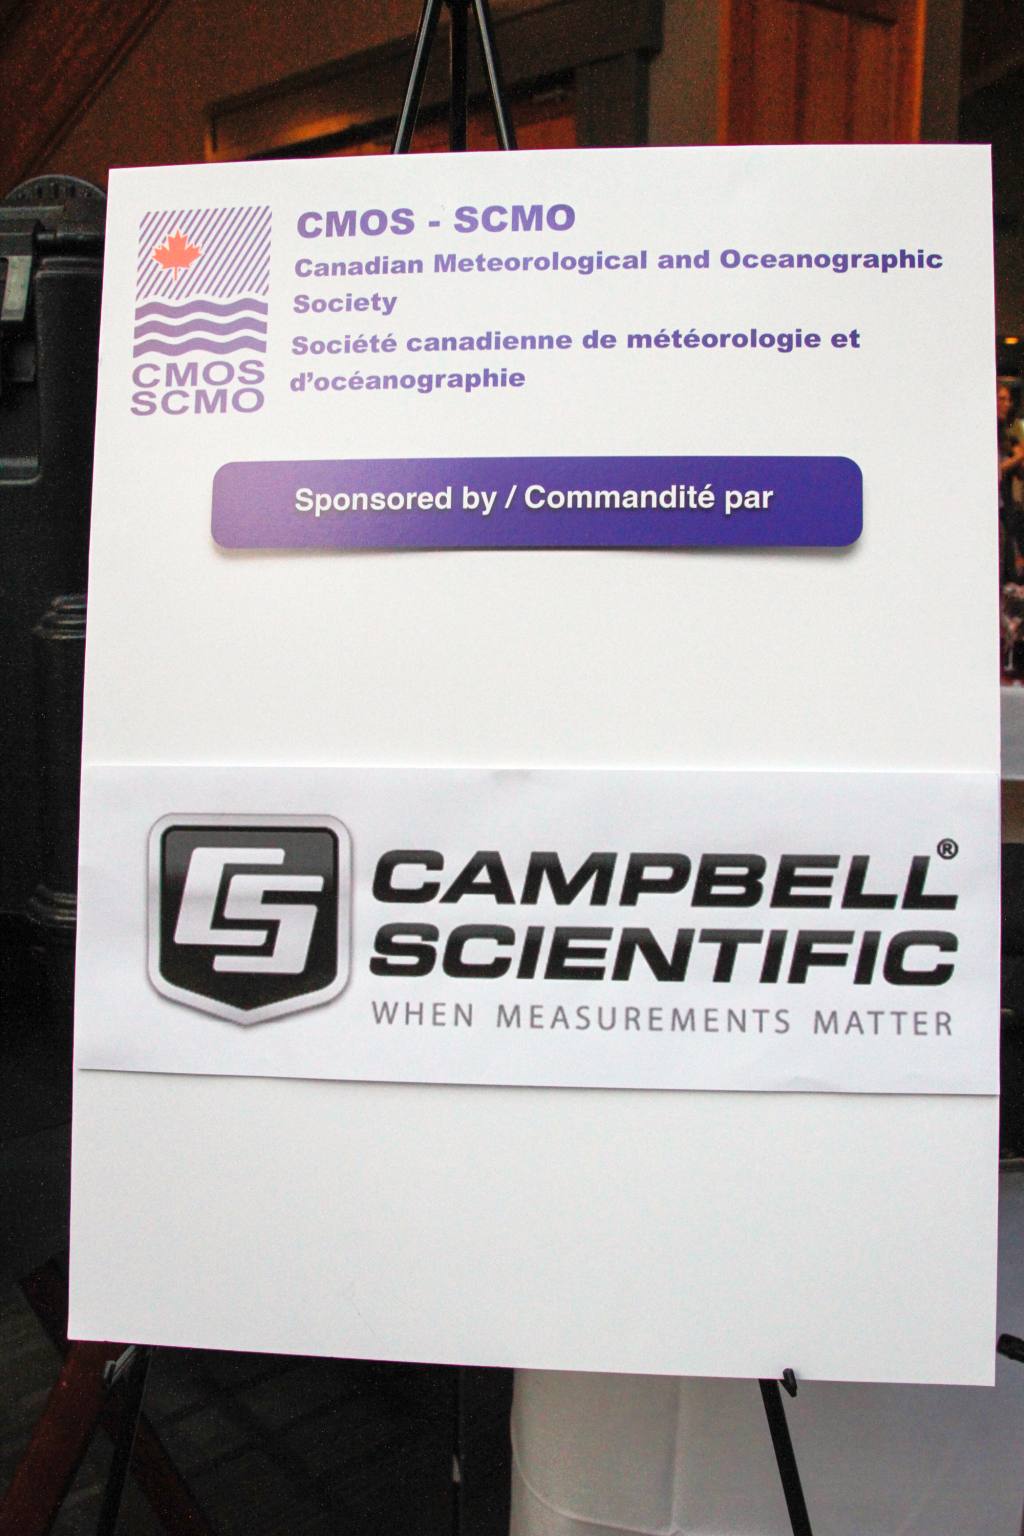 CMOS - SCMO
Canadian Meteorological and Oceanographic
Society
Société canadienne de météorologie et
d'océanographie
CMOS
SCMO
Sponsored by / Commandité par
CS
CAMPBELL®
SCIENTIFIC
WHEN MEASUREMENTS MATTER